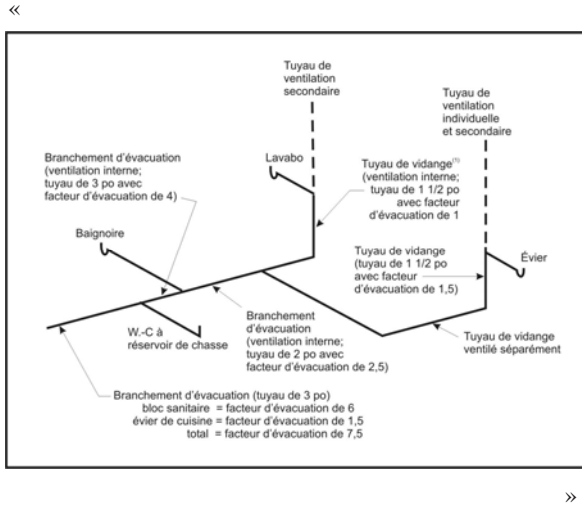 «
Tuyau de
ventilation
secondaire
Tuyau de
ventilation
individuelle
et secondaire
Branchement d'évacuation
(ventilation interne;
tuyau de 3 po avec
facteur d'évacuation de 4)
Lavabo
Tuyau de vidange(1)
(ventilation interne;
tuyau de 1 1/2 po
avec facteur
d'évacuation de 1
Baignoire
Tuyau de vidange
(tuyau de 1 1/2 po
avec facteur
d'évacuation de 1,5)
Évier
W.-C à
réservoir de chasse
Branchement
d'évacuation
(ventilation interne;
tuyau de 2 po avec
facteur d'évacuation de 2,5)
Tuyau de vidange
ventilé séparément
Branchement d'évacuation (tuyau de 3 po)
bloc sanitaire = facteur d'évacuation de 6
évier de cuisine = facteur d'évacuation de 1,5
total = facteur d'évacuation de 7,5
»